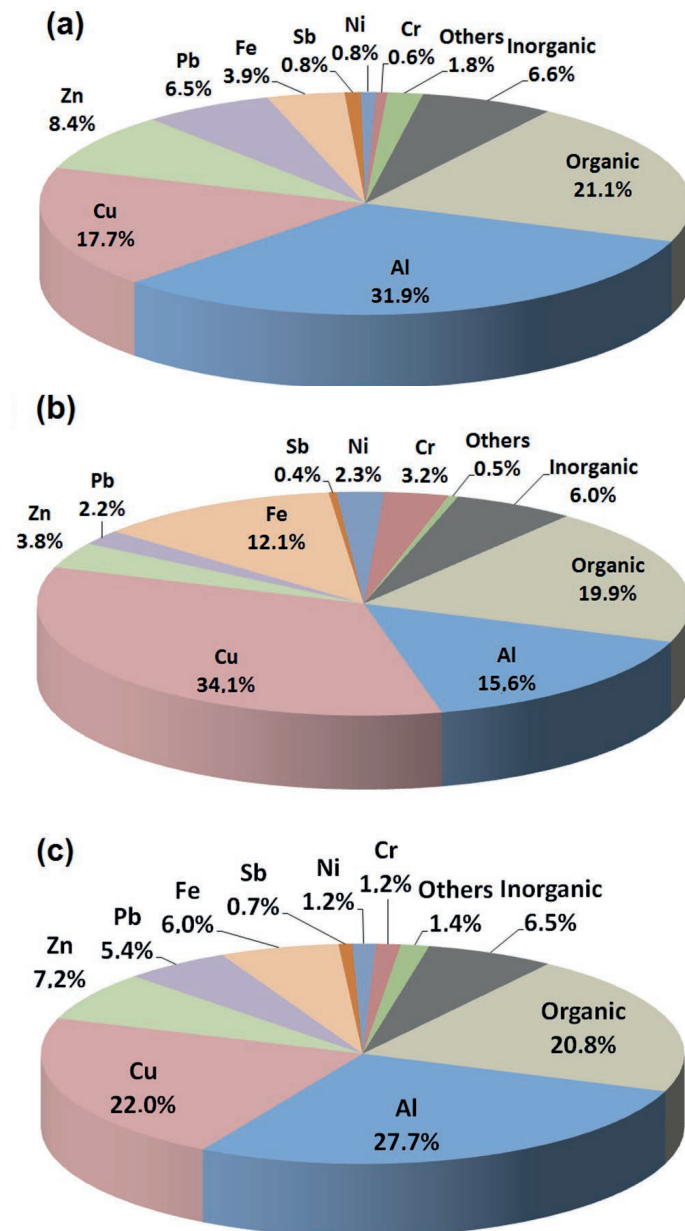 (a)
Zn
8.4%
Pb
6.5%
Fe
3.9%
Sb
0.8%
Ni
0.8%
Cr
0.6%
Others
1.8%
Inorganic
6.6%
Organic
21.1%
Cu
17.7%
Al
31.9%
(b)
Zn
3.8%
Pb
2.2%
Fe
12.1%
Sb
0.4%
Ni
2.3%
Cr
3.2%
Others
0.5%
Inorganic
6.0%
Organic
19.9%
Cu
34,1%
Al
15,6%
(c)
Zn
7,2%
Pb
5.4%
Fe
6.0%
Sb
0.7%
Ni
1.2%
Cr
1,2%
Others
1.4%
Inorganic
6.5%
Organic
20.8%
Cu
22.0%
Al
27.7%